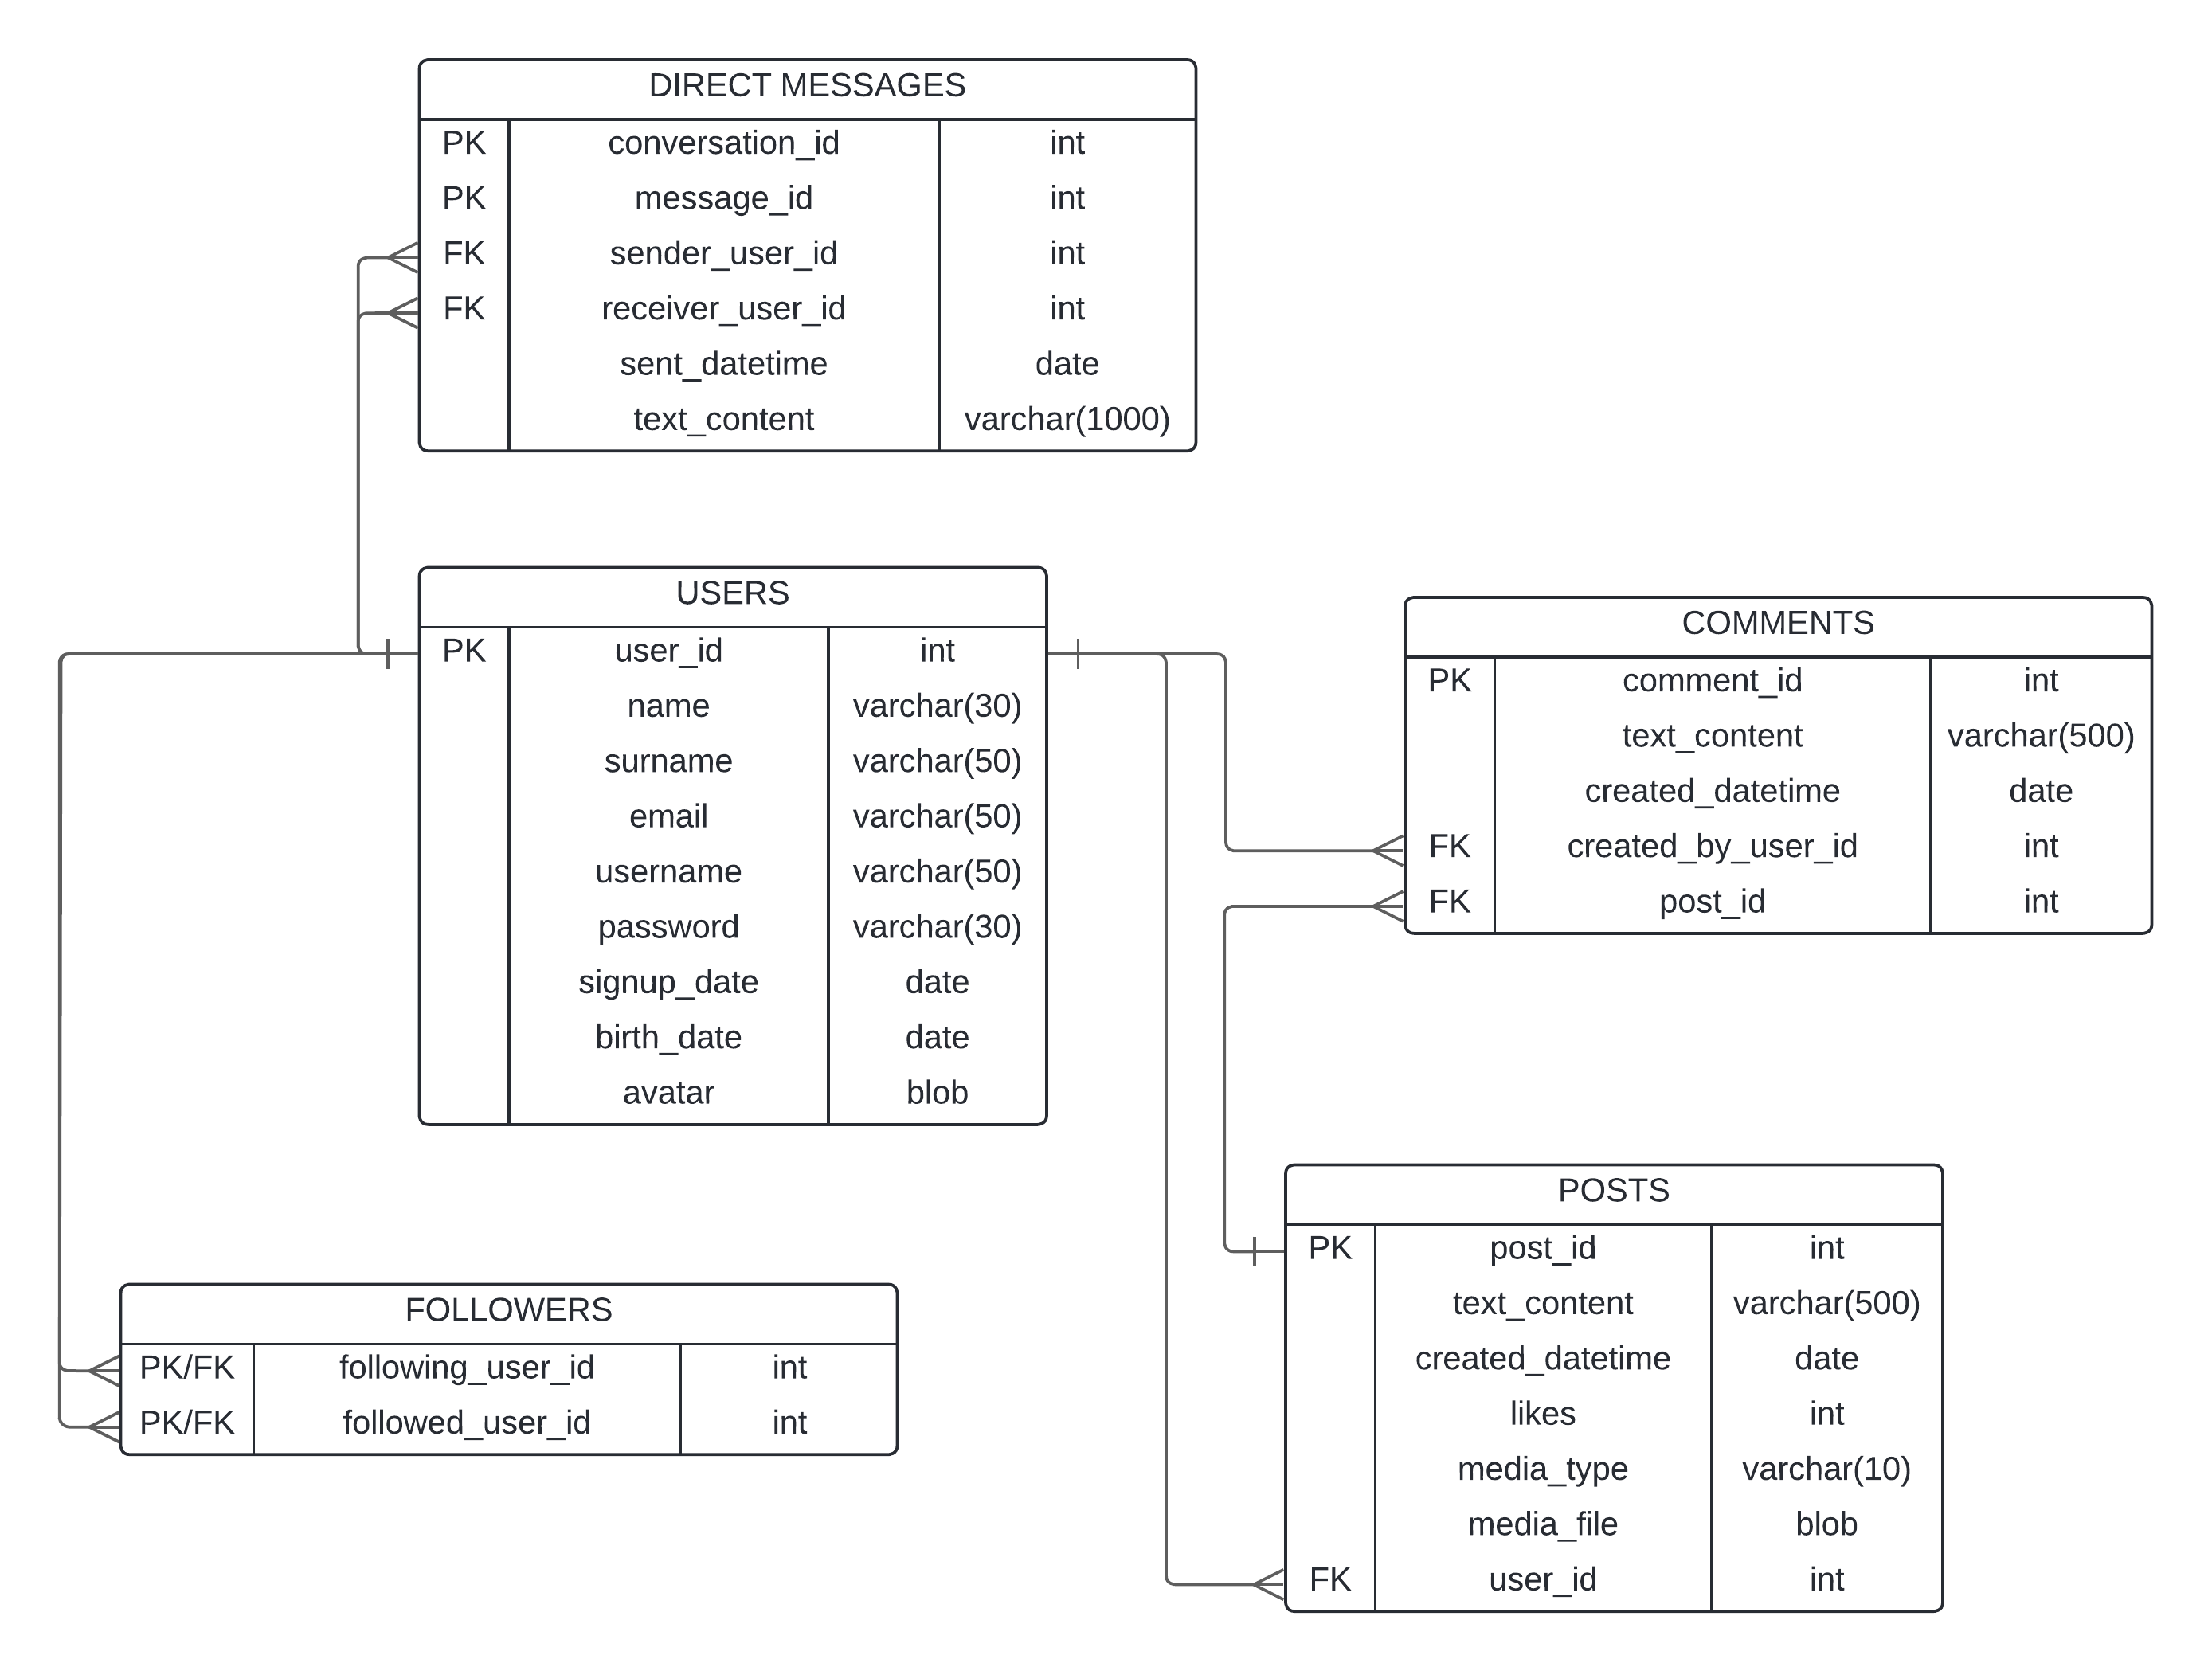 DIRECT MESSAGES
PK conversation_id int
PK message_id int
FK sender_user_id int
FK receiver_user_id int
sent_datetime date
text_content varchar(1000)
USERS
PK user_id int
name varchar(30)
surname varchar(50)
email varchar(50)
username varchar(50)
password varchar(30)
signup_date date
birth_date date
avatar blob
COMMENTS
PK comment_id int
text_content varchar(500)
created_datetime date
FK created_by_user_id int
FK post_id int
FOLLOWERS
PK/FK following_user_id int
PK/FK followed_user_id int
POSTS
PK post_id int
text_content varchar(500)
created_datetime date
likes int
media_type varchar(10)
media_file blob
FK user_id int